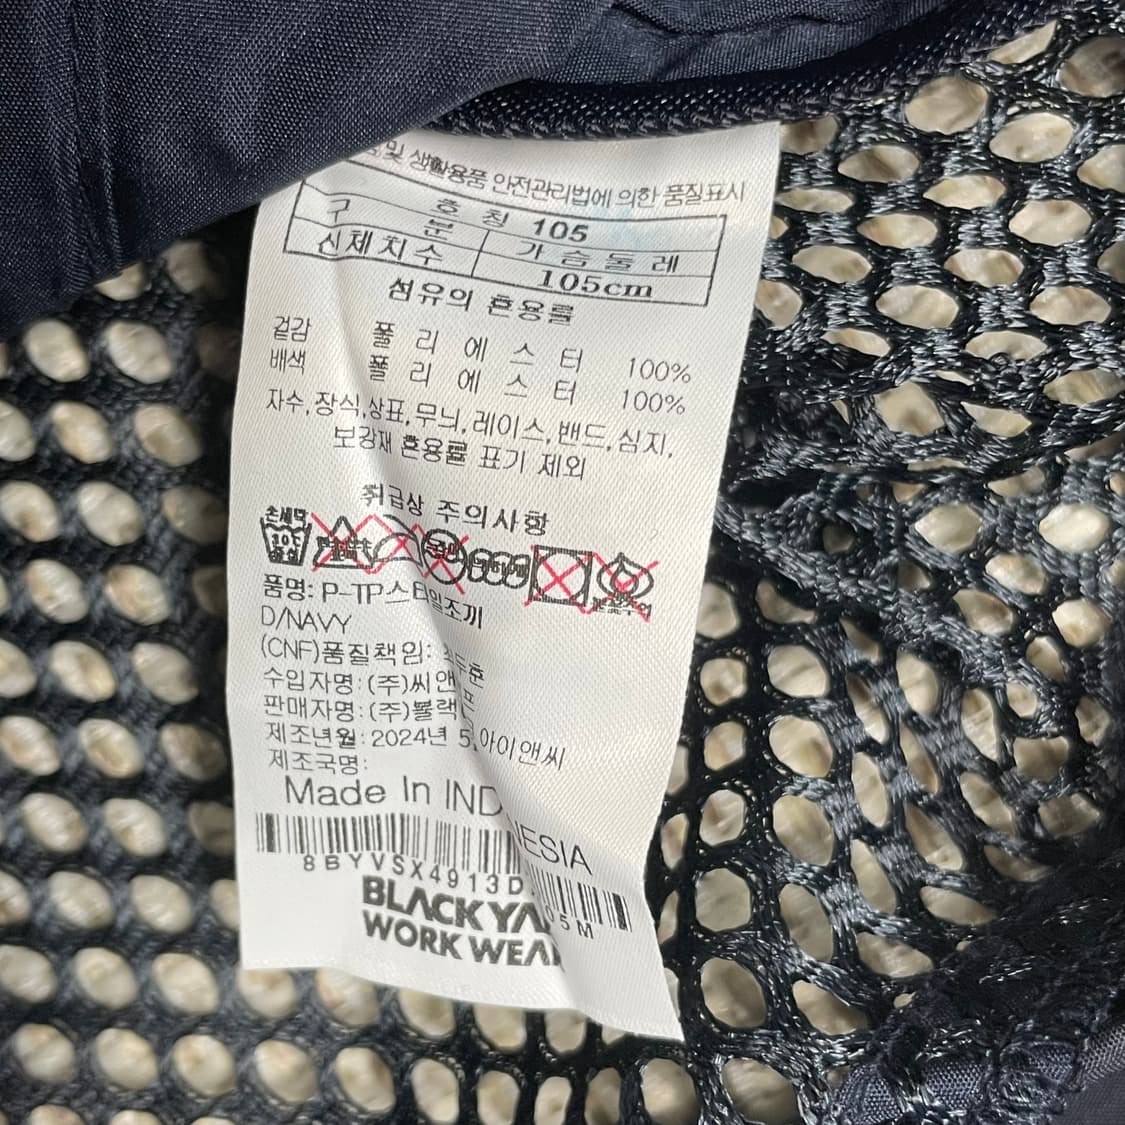 및 생활용품 안전관리법에 의한 품질표시
호 칭 105
구 분 가 슴 둘 레
신체치수 105cm
섬유의 혼용률
겉감 폴 리 에 스 터 100%
배색 폴 리 에 스 터 100%
자수,장식,상표,무늬,레이스,밴드,심지,
보강재 혼용률 표기 제외
취급상 주의사항
손세탁
품명: P-TP스타일조끼
D/NAVY
(CNF)품질책임:
수입자명:(주)씨앤
판매자명:(주)블랙 아이앤씨
제조년월:2024년 5.
제조국명:
Made In INDONESIA
8BYVSX4913D 05M
BLACKYA
WORK WEAR